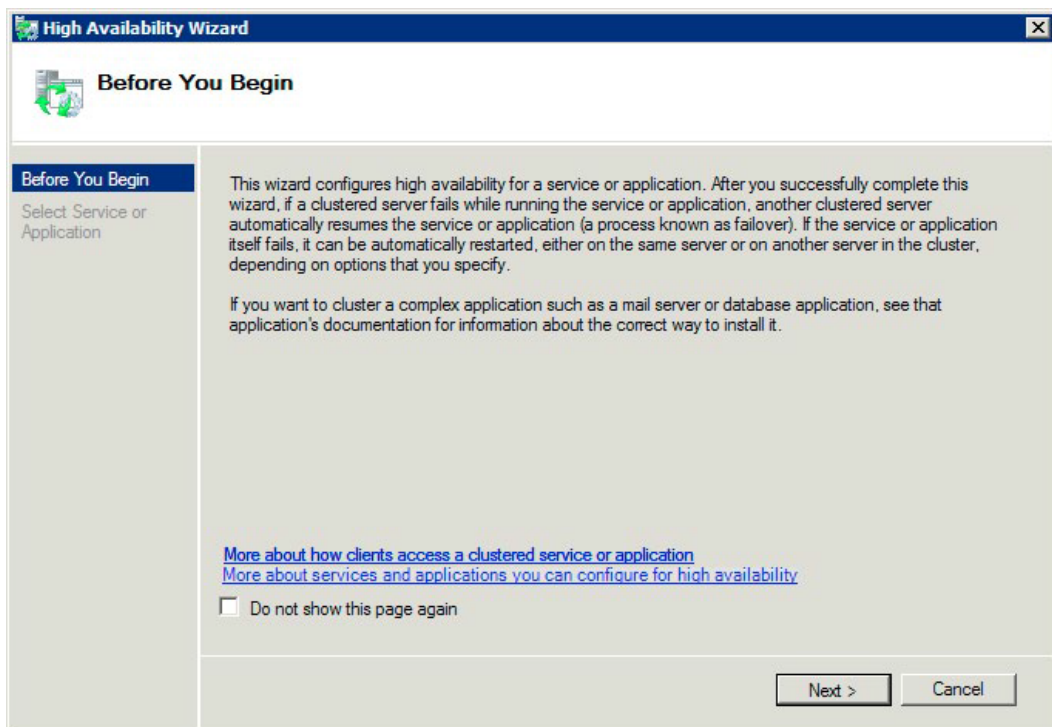 High Availability Wizard
Before You Begin
Before You Begin
Select Service or
Application
This wizard configures high availability for a service or application. After you successfully complete this
wizard, if a clustered server fails while running the service or application, another clustered server
automatically resumes the service or application (a process known as failover). If the service or application
itself fails, it can be automatically restarted, either on the same server or on another server in the cluster,
depending on options that you specify.
If you want to cluster a complex application such as a mail server or database application, see that
application's documentation for information about the correct way to install it.
More about how clients access a clustered service or application
More about services and applications you can configure for high availability
Do not show this page again
Next >
Cancel